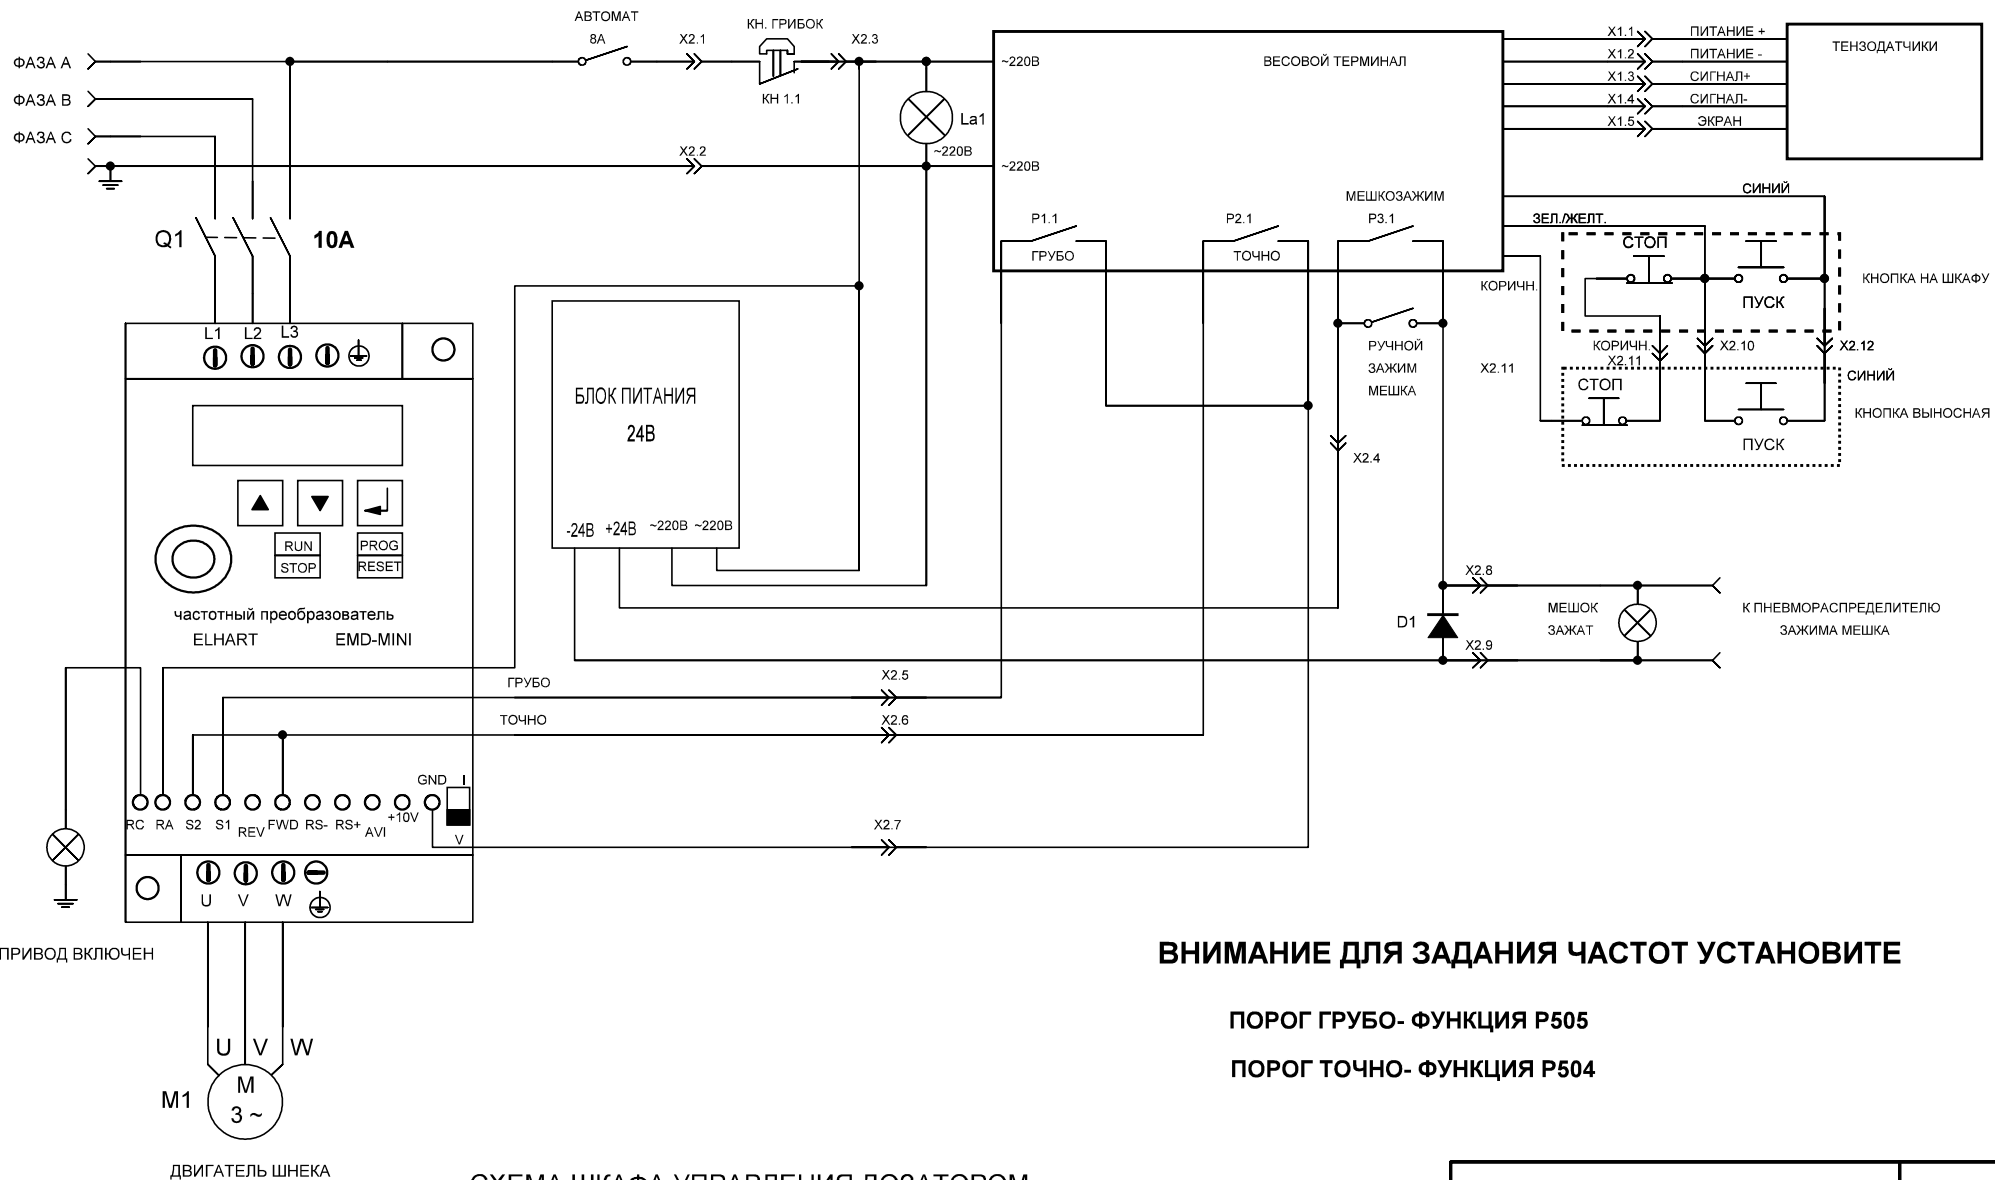 АВТОМАТ
8А
X2.1
КН. ГРИБОК
X2.3
КН 1.1
ФАЗА А
ФАЗА В
ФАЗА С
X2.2
La1
~220В
~220В
ВЕСОВОЙ ТЕРМИНАЛ
~220В
МЕШКОЗАЖИМ
P1.1
P2.1
P3.1
ГРУБО
ТОЧНО
X1.1
ПИТАНИЕ +
X1.2
ПИТАНИЕ -
X1.3
СИГНАЛ+
X1.4
СИГНАЛ-
X1.5
ЭКРАН
ТЕНЗОДАТЧИКИ
СИНИЙ
ЗЕЛ./ЖЕЛТ.
СТОП
ПУСК
КНОПКА НА ШКАФУ
КОРИЧН.
КОРИЧН.
X2.11
X2.10
X2.12
X2.11
СИНИЙ
СТОП
ПУСК
КНОПКА ВЫНОСНАЯ
РУЧНОЙ
ЗАЖИМ
МЕШКА
X2.4
Q1
10A
L1
L2
L3
БЛОК ПИТАНИЯ
24В
-24В
+24В
~220В
~220В
RUN
STOP
PROG
RESET
частотный преобразователь
ELHART
EMD-MINI
X2.8
D1
МЕШОК
ЗАЖАТ
X2.9
К ПНЕВМОРАСПРЕДЕЛИТЕЛЮ
ЗАЖИМА МЕШКА
ГРУБО
X2.5
ТОЧНО
X2.6
GND
I
RC
RA
S2
S1
REV
FWD
RS-
RS+
AVI
+10V
V
X2.7
U
V
W
ПРИВОД ВКЛЮЧЕН
U
V
W
M1
M
3 ~
ДВИГАТЕЛЬ ШНЕКА
ВНИМАНИЕ ДЛЯ ЗАДАНИЯ ЧАСТОТ УСТАНОВИТЕ
ПОРОГ ГРУБО- ФУНКЦИЯ P505
ПОРОГ ТОЧНО- ФУНКЦИЯ P504
СХЕМА ШКАФА УПРАВЛЕНИЯ ДОЗАТОРОМ